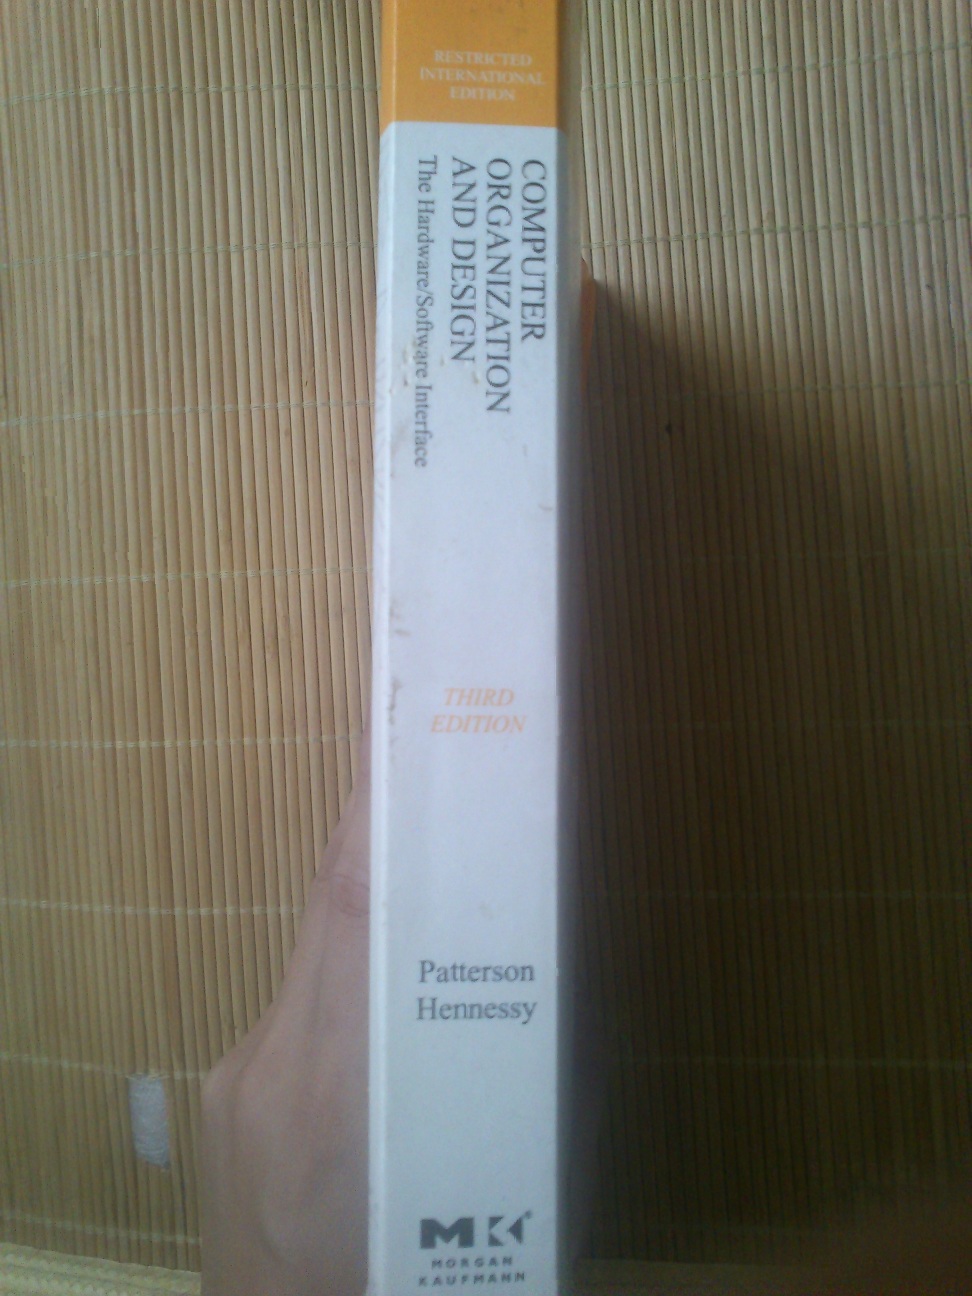 RESTRICTED
INTERNATIONAL
EDITION
COMPUTER
ORGANIZATION
AND DESIGN
The Hardware/Software Interface
THIRD
EDITION
Patterson
Hennessy
MK
MORGAN
KAUFMANN